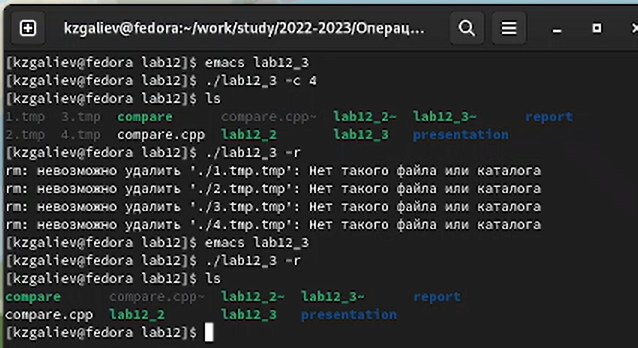 kzgaliev@fedora:~/work/study/2022-2023/Операц...
[kzgaliev@fedora lab12]$ emacs lab12_3
[kzgaliev@fedora lab12]$ ./lab12_3 -c 4
[kzgaliev@fedora lab12]$ ls
1.tmp 3.tmp compare compare.cpp~ lab12_2~ lab12_3~ report
2.tmp 4.tmp compare.cpp lab12_2 lab12_3 presentation
[kzgaliev@fedora lab12]$ ./lab12_3 -r
rm: невозможно удалить './1.tmp.tmp': Нет такого файла или каталога
rm: невозможно удалить './2.tmp.tmp': Нет такого файла или каталога
rm: невозможно удалить './3.tmp.tmp': Нет такого файла или каталога
rm: невозможно удалить './4.tmp.tmp': Нет такого файла или каталога
[kzgaliev@fedora lab12]$ emacs lab12_3
[kzgaliev@fedora lab12]$ ./lab12_3 -r
[kzgaliev@fedora lab12]$ ls
compare compare.cpp~ lab12_2~ lab12_3~ report
compare.cpp lab12_2 lab12_3 presentation
[kzgaliev@fedora lab12]$